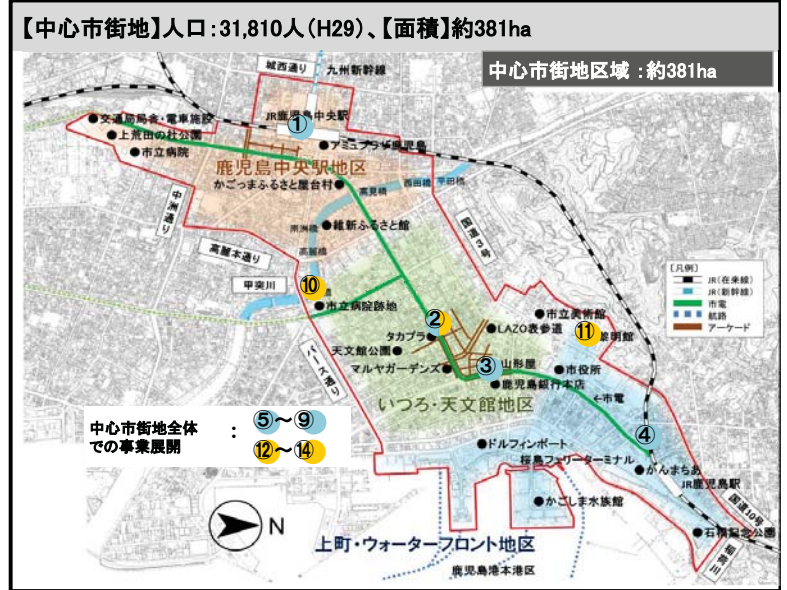 【中心市街地】人口：31,810人（H29）、【面積】約381ha
中心市街地区域 ：約381ha
城西通り
九州新幹線
JR鹿児島中央駅
①
交通局局舎・電車施設
上荒田の杜公園
市立病院
アミュプラザ鹿児島
鹿児島中央駅地区
かごっまふるさと屋台村
高見橋
西田橋
平田橋
中洲通り
南洲橋
維新ふるさと館
国道3号
高麗本通り
高麗橋
甲突川
⑩
市立病院跡地
[凡例]
JR(在来線)
JR(新幹線)
市電
航路
アーケード
②
市立美術館
⑪
黎明館
LAZO表参道
タカプラ
天文館公園
パース通り
マルヤガーデンズ
③
山形屋
市役所
鹿児島銀行本店
←市電
いづろ・天文館地区
中心市街地全体
での事業展開
：
⑤～⑨
⑫～⑭
④
ドルフィンポート
桜島フェリーターミナル
かんまちあ
JR鹿児島駅
国道10号
かごしま水族館
石橋記念公園
稲荷川
N
上町・ウォーターフロント地区
鹿児島港本港区